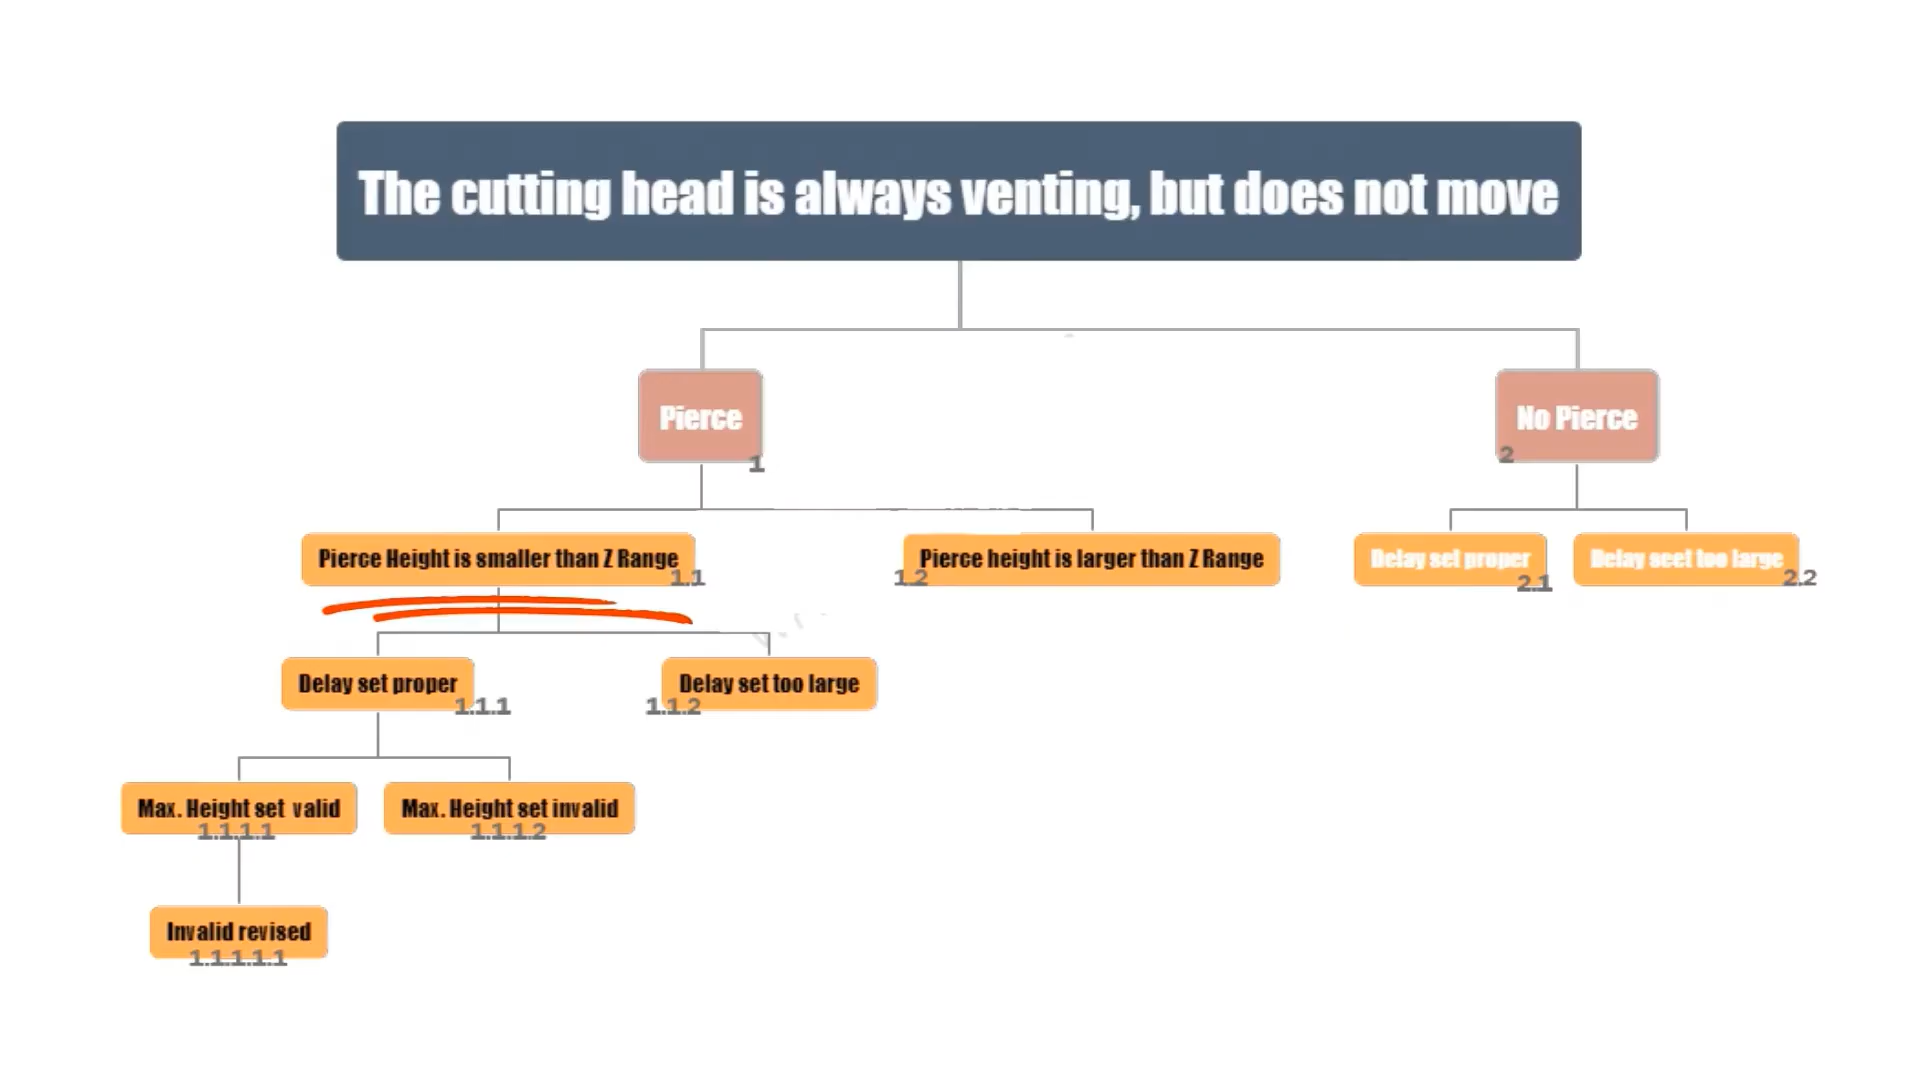 The cutting head is always venting, but does not move
Pierce
1
No Pierce
2
Pierce Height is smaller than Z Range
1.1
Pierce height is larger than Z Range
1.2
Delay set proper
2.1
Delay seet too large
2.2
Delay set proper
1.1.1
Delay set too large
1.1.2
Max. Height set valid
1.1.1.1
Max. Height set invalid
1.1.1.2
Invalid revised
1.1.1.1.1